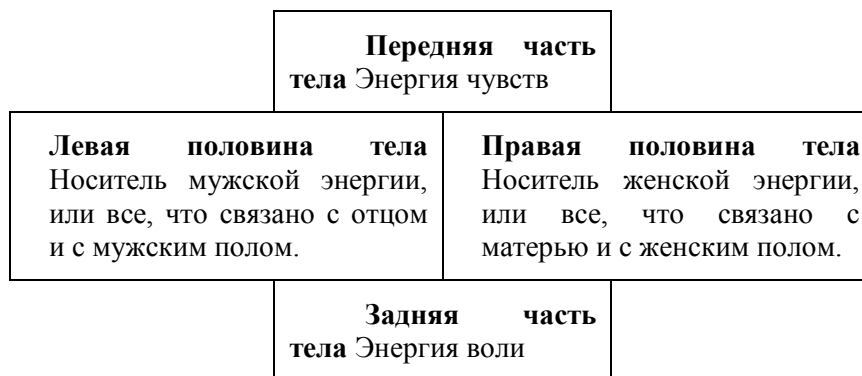 Передняя часть
тела Энергия чувств
Левая половина тела
Носитель мужской энергии,
или все, что связано с отцом
и с мужским полом.
Правая половина тела
Носитель женской энергии,
или все, что связано с
матерью и с женским полом.
Задняя часть
тела Энергия воли